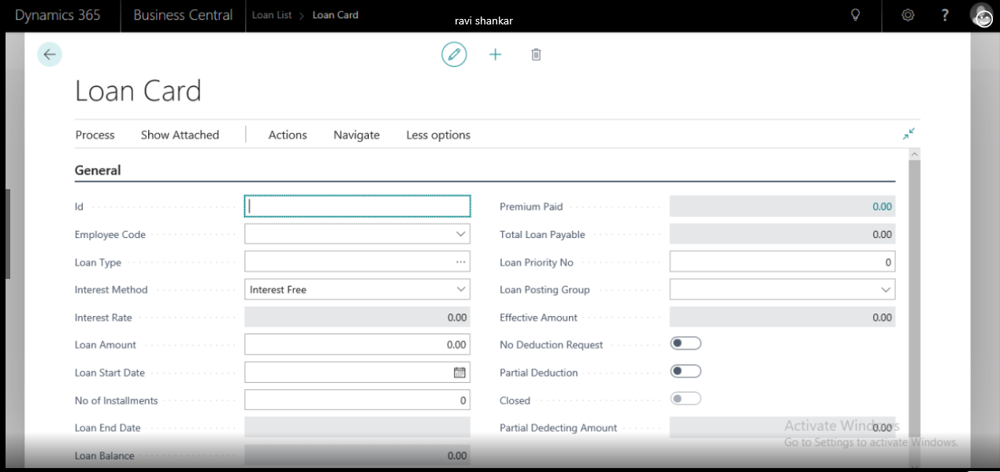 Dynamics 365 Business Central Loan List > Loan Card
ravi shankar
?
Loan Card
Process Show Attached Actions Navigate Less options
General
Id
Employee Code
Loan Type ...
Interest Method Interest Free
Interest Rate 0.00
Loan Amount 0.00
Loan Start Date
No of Installments 0
Loan End Date
Loan Balance 0.00
Premium Paid 0.00
Total Loan Payable 0.00
Loan Priority No 0
Loan Posting Group
Effective Amount 0.00
No Deduction Request
Partial Deduction
Closed
Partial Dedecting Amount 0.00
Activate Windows
Go to Settings to activate Windows.